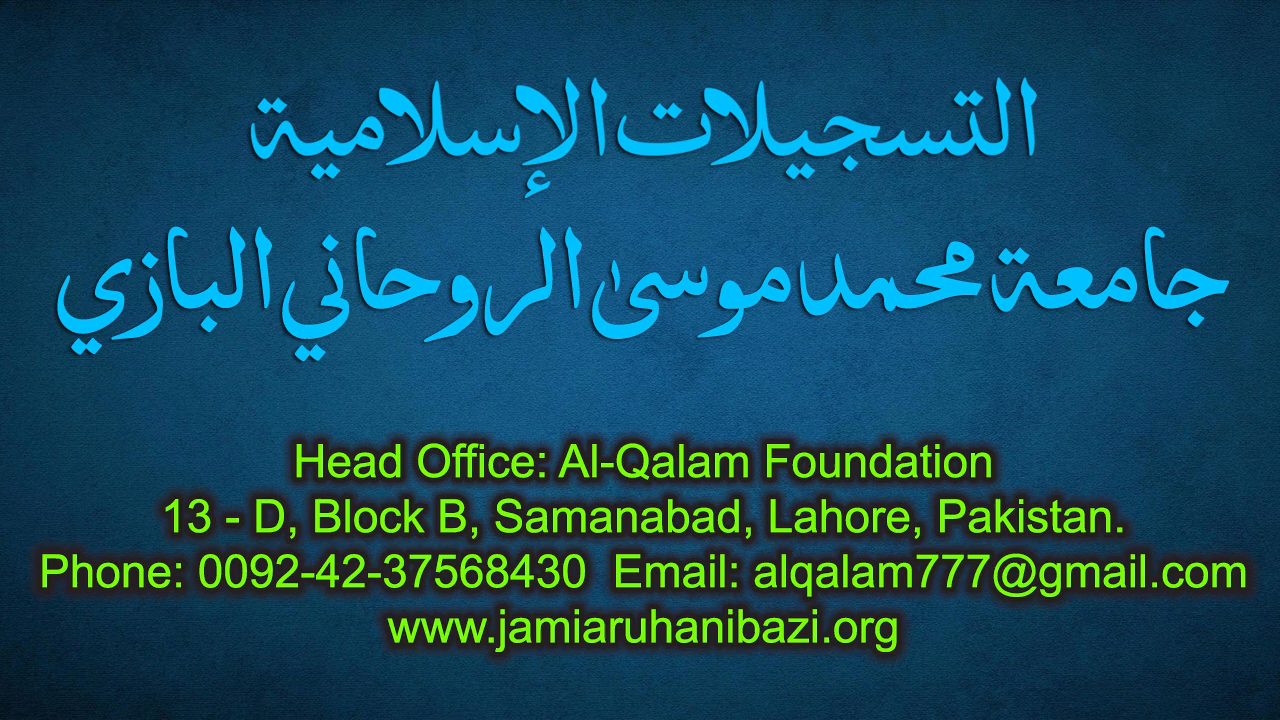 التسجيلات الإسلامية
جامعة محمد موسىٰ الروحاني البازي
Head Office: Al-Qalam Foundation
13 - D, Block B, Samanabad, Lahore, Pakistan.
Phone: 0092-42-37568430 Email: alqalam777@gmail.com
www.jamiaruhanibazi.org